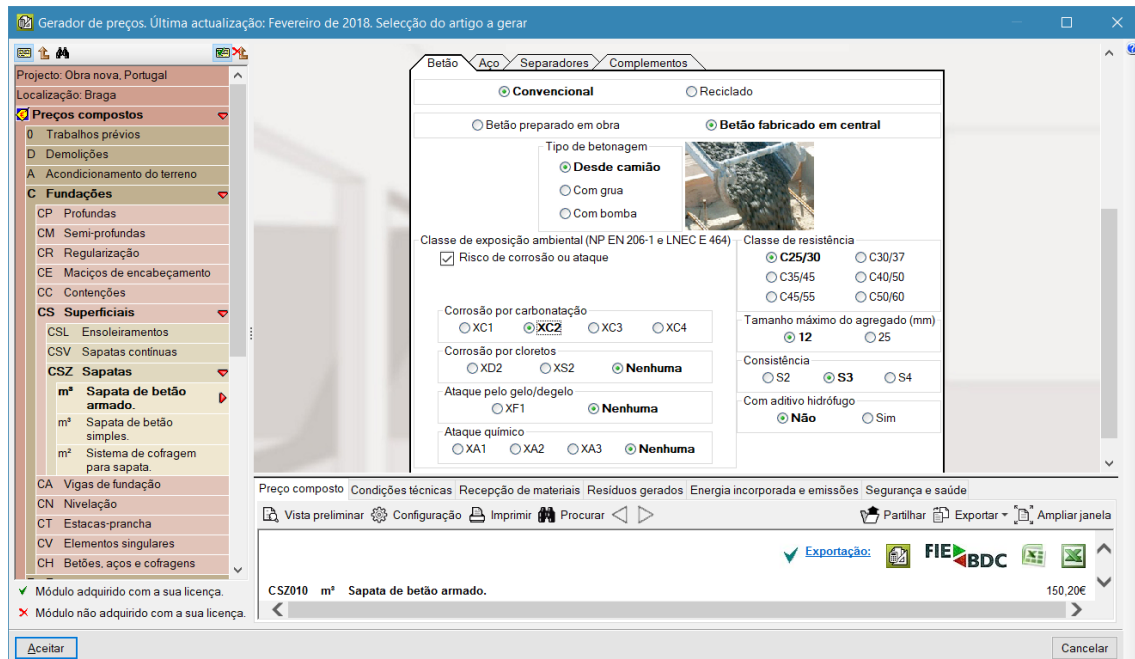 Gerador de preços. Última actualização: Fevereiro de 2018. Selecção do artigo a gerar
Projecto: Obra nova, Portugal
Localização: Braga
Preços compostos
0 Trabalhos prévios
D Demolições
A Acondicionamento do terreno
C Fundações
CP Profundas
CM Semi-profundas
CR Regularização
CE Maciços de encabeçamento
CC Contenções
CS Superficiais
CSL Ensoleiramentos
CSV Sapatas contínuas
CSZ Sapatas
m³ Sapata de betão
armado.
m³ Sapata de betão
simples.
m² Sistema de cofragem
para sapata.
CA Vigas de fundação
CN Nivelação
CT Estacas-prancha
CV Elementos singulares
CH Betões, aços e cofragens
Módulo adquirido com a sua licença.
Módulo não adquirido com a sua licença.
Betão Aço Separadores Complementos
Convencional Reciclado
Betão preparado em obra Betão fabricado em central
Tipo de betonagem
Desde camião
Com grua
Com bomba
Classe de exposição ambiental (NP EN 206-1 e LNEC E 464)
Risco de corrosão ou ataque
Corrosão por carbonatação
XC1 XC2 XC3 XC4
Corrosão por cloretos
XD2 XS2 Nenhuma
Ataque pelo gelo/degelo
XF1 Nenhuma
Ataque químico
XA1 XA2 XA3 Nenhuma
Classe de resistência
C25/30 C30/37
C35/45 C40/50
C45/55 C50/60
Tamanho máximo do agregado (mm)
12 25
Consistência
S2 S3 S4
Com aditivo hidrófugo
Não Sim
Preço composto Condições técnicas Recepção de materiais Resíduos gerados Energia incorporada e emissões Segurança e saúde
Vista preliminar Configuração Imprimir Procurar Partilhar Exportar Ampliar janela
Exportação: FIE BDC
CSZ010 m³ Sapata de betão armado. 150,20€
Aceitar Cancelar